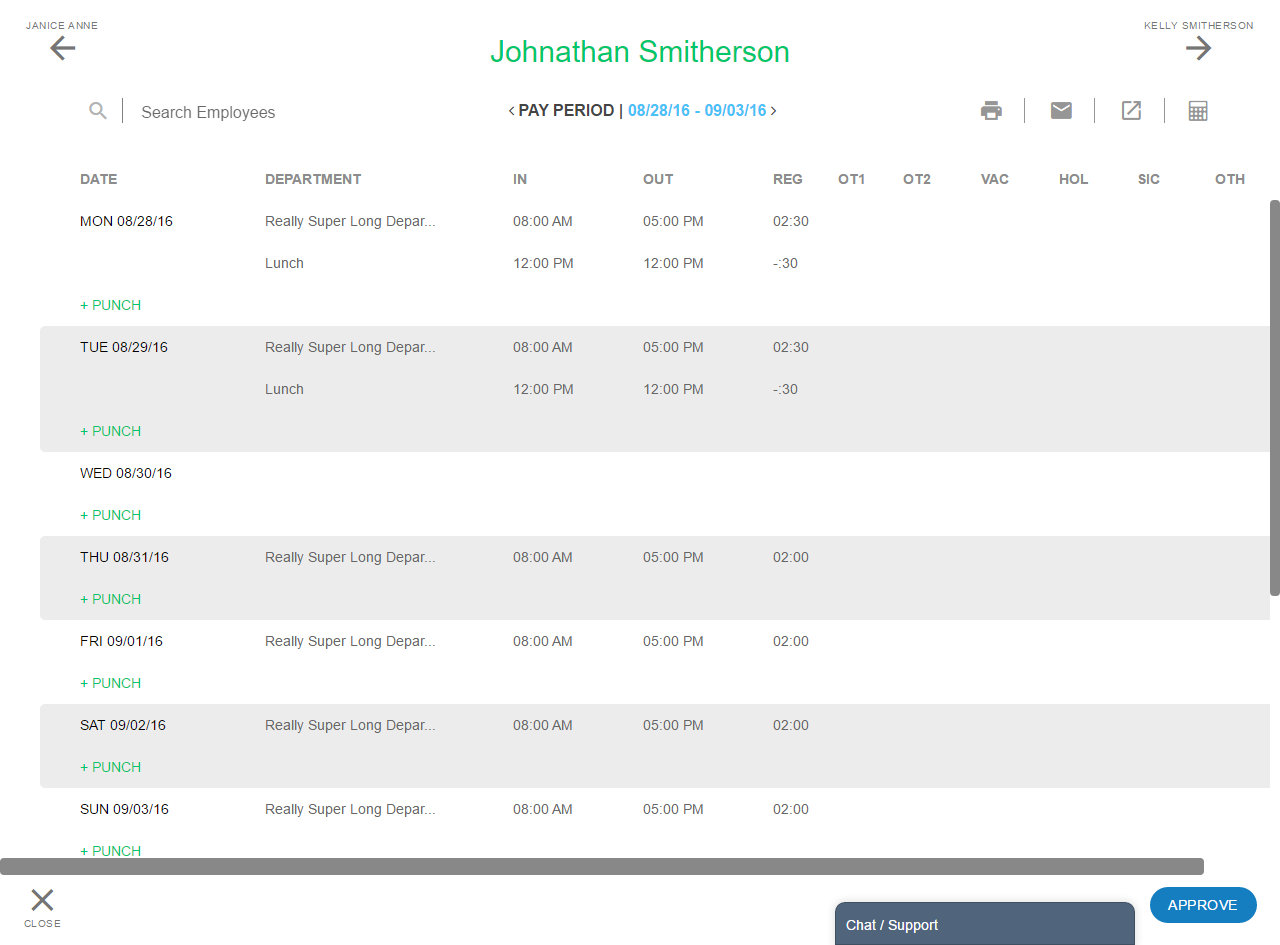 JANICE ANNE
KELLY SMITHERSON
Johnathan Smitherson
Search Employees
‹ PAY PERIOD | 08/28/16 - 09/03/16 ›
DATE DEPARTMENT IN OUT REG OT1 OT2 VAC HOL SIC OTH
MON 08/28/16 Really Super Long Depar... 08:00 AM 05:00 PM 02:30
Lunch 12:00 PM 12:00 PM -:30
+ PUNCH
TUE 08/29/16 Really Super Long Depar... 08:00 AM 05:00 PM 02:30
Lunch 12:00 PM 12:00 PM -:30
+ PUNCH
WED 08/30/16
+ PUNCH
THU 08/31/16 Really Super Long Depar... 08:00 AM 05:00 PM 02:00
+ PUNCH
FRI 09/01/16 Really Super Long Depar... 08:00 AM 05:00 PM 02:00
+ PUNCH
SAT 09/02/16 Really Super Long Depar... 08:00 AM 05:00 PM 02:00
+ PUNCH
SUN 09/03/16 Really Super Long Depar... 08:00 AM 05:00 PM 02:00
+ PUNCH
CLOSE
Chat / Support
APPROVE